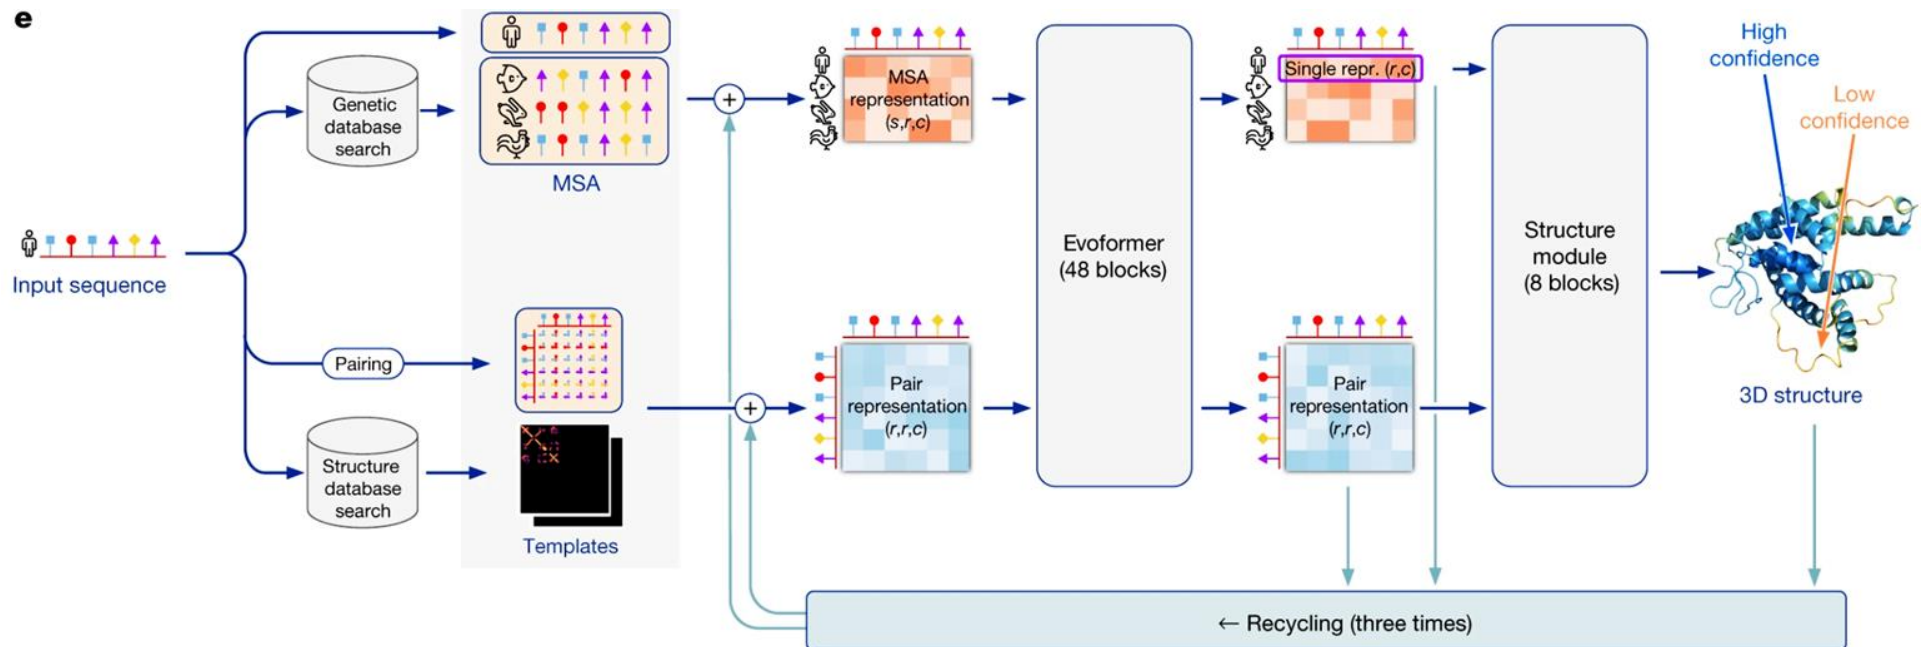 e
Input sequence
Genetic
database
search
MSA
Pairing
Structure
database
search
Templates
+
+
MSA
representation
(s,r,c)
Pair
representation
(r,r,c)
Evoformer
(48 blocks)
Single repr. (r,c)
Pair
representation
(r,r,c)
Structure
module
(8 blocks)
High
confidence
Low
confidence
3D structure
← Recycling (three times)